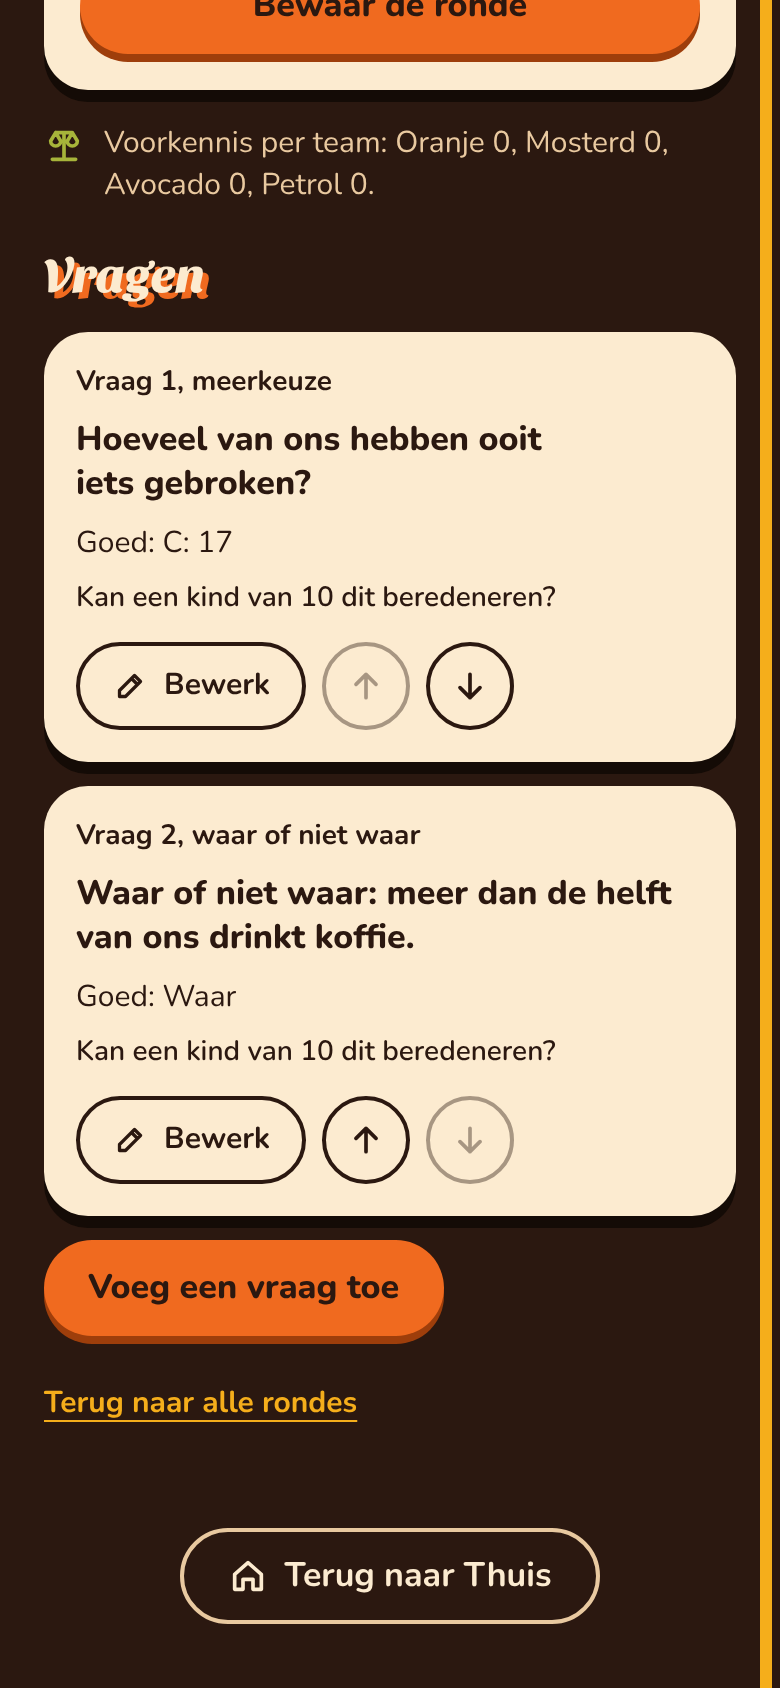 Bewaar de ronde
Voorkennis per team: Oranje 0, Mosterd 0,
Avocado 0, Petrol 0.
Vragen
Vraag 1, meerkeuze
Hoeveel van ons hebben ooit
iets gebroken?
Goed: C: 17
Kan een kind van 10 dit beredeneren?
Bewerk
Vraag 2, waar of niet waar
Waar of niet waar: meer dan de helft
van ons drinkt koffie.
Goed: Waar
Kan een kind van 10 dit beredeneren?
Bewerk
Voeg een vraag toe
Terug naar alle rondes
Terug naar Thuis